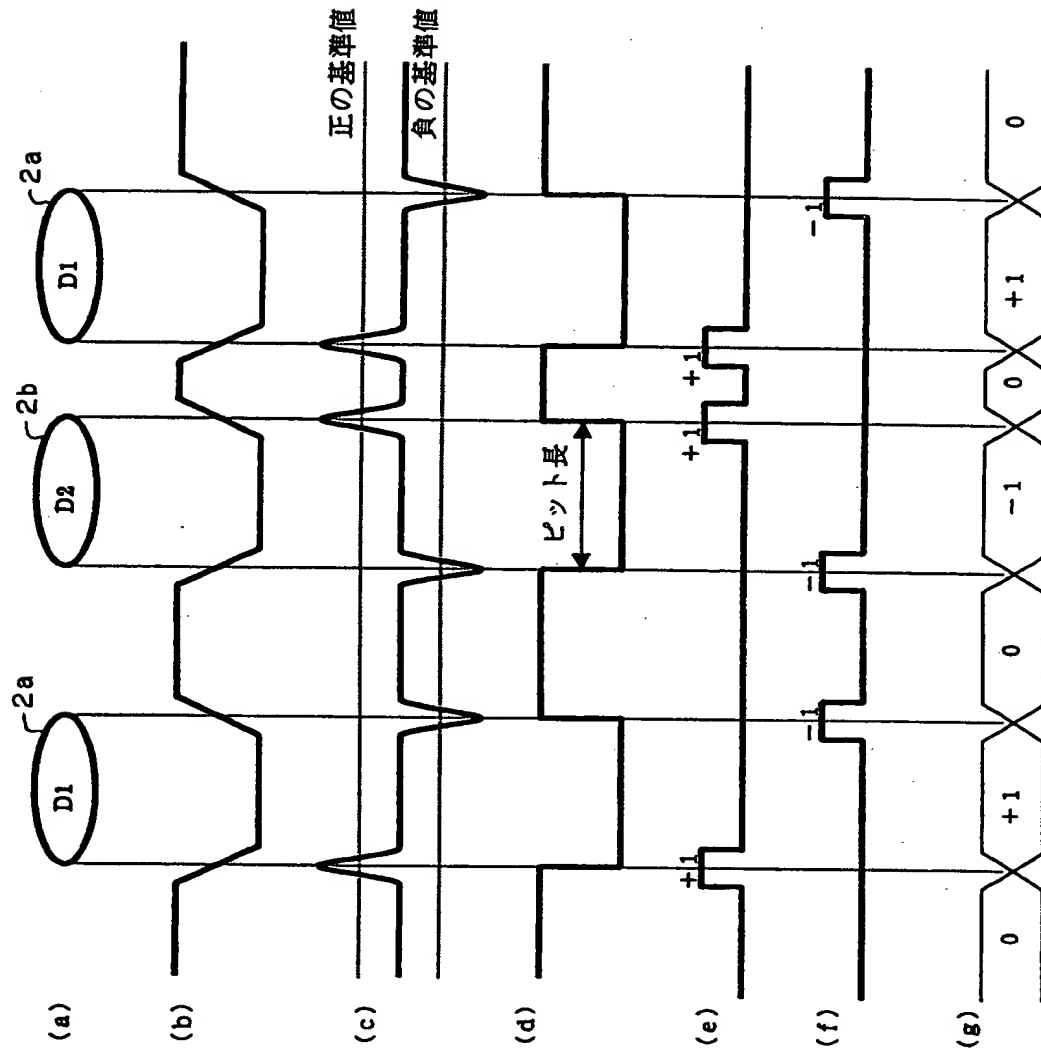 (a) D1 2a D2 2b D1 2a
(b)
(c) 正の基準値
負の基準値
(d) ピット長
(e) +1 +1 +1
(f) -1 -1 -1
(g) 0 +1 0 -1 0 +1 0